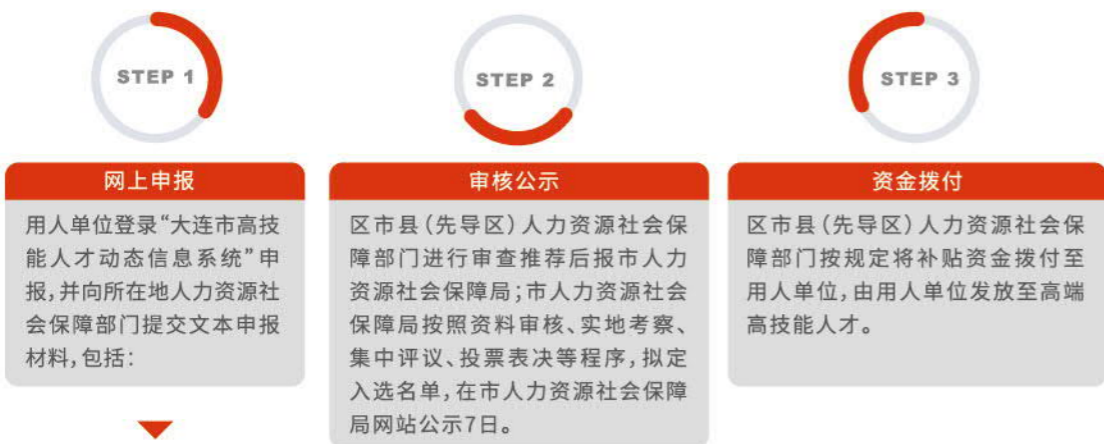 STEP 1
网上申报
用人单位登录“大连市高技
能人才动态信息系统”申
报,并向所在地人力资源社
会保障部门提交文本申报
材料,包括:
STEP 2
审核公示
区市县(先导区)人力资源社会保
障部门进行审查推荐后报市人力
资源社会保障局;市人力资源社会
保障局按照资料审核、实地考察、
集中评议、投票表决等程序,拟定
入选名单,在市人力资源社会保障
局网站公示7日。
STEP 3
资金拨付
区市县(先导区)人力资源社会保
障部门按规定将补贴资金拨付至
用人单位,由用人单位发放至高端
高技能人才。